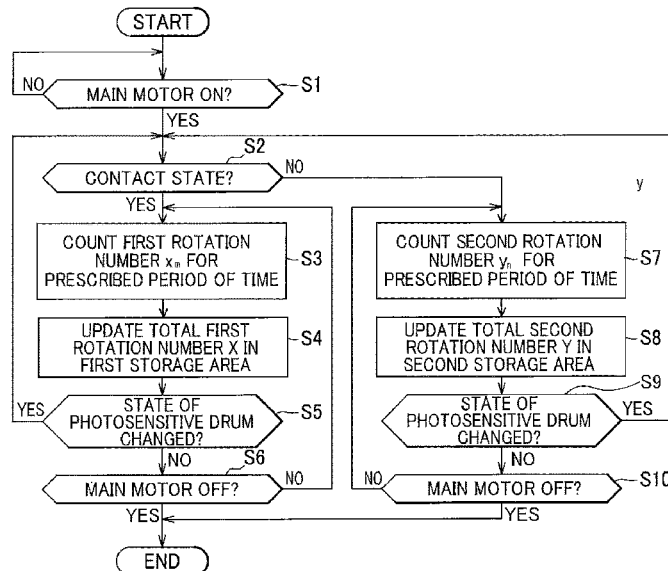 START
NO
MAIN MOTOR ON?
S1
YES
S2
CONTACT STATE?
NO
YES
y
COUNT FIRST ROTATION
NUMBER xm FOR
PRESCRIBED PERIOD OF TIME
S3
COUNT SECOND ROTATION
NUMBER yn FOR
PRESCRIBED PERIOD OF TIME
S7
UPDATE TOTAL FIRST
ROTATION NUMBER X IN
FIRST STORAGE AREA
S4
UPDATE TOTAL SECOND
ROTATION NUMBER Y IN
SECOND STORAGE AREA
S8
YES
STATE OF
PHOTOSENSITIVE DRUM
CHANGED?
S5
S9
STATE OF
PHOTOSENSITIVE DRUM
CHANGED?
YES
NO
S6
NO
MAIN MOTOR OFF?
NO
MAIN MOTOR OFF?
S10
NO
YES
YES
END